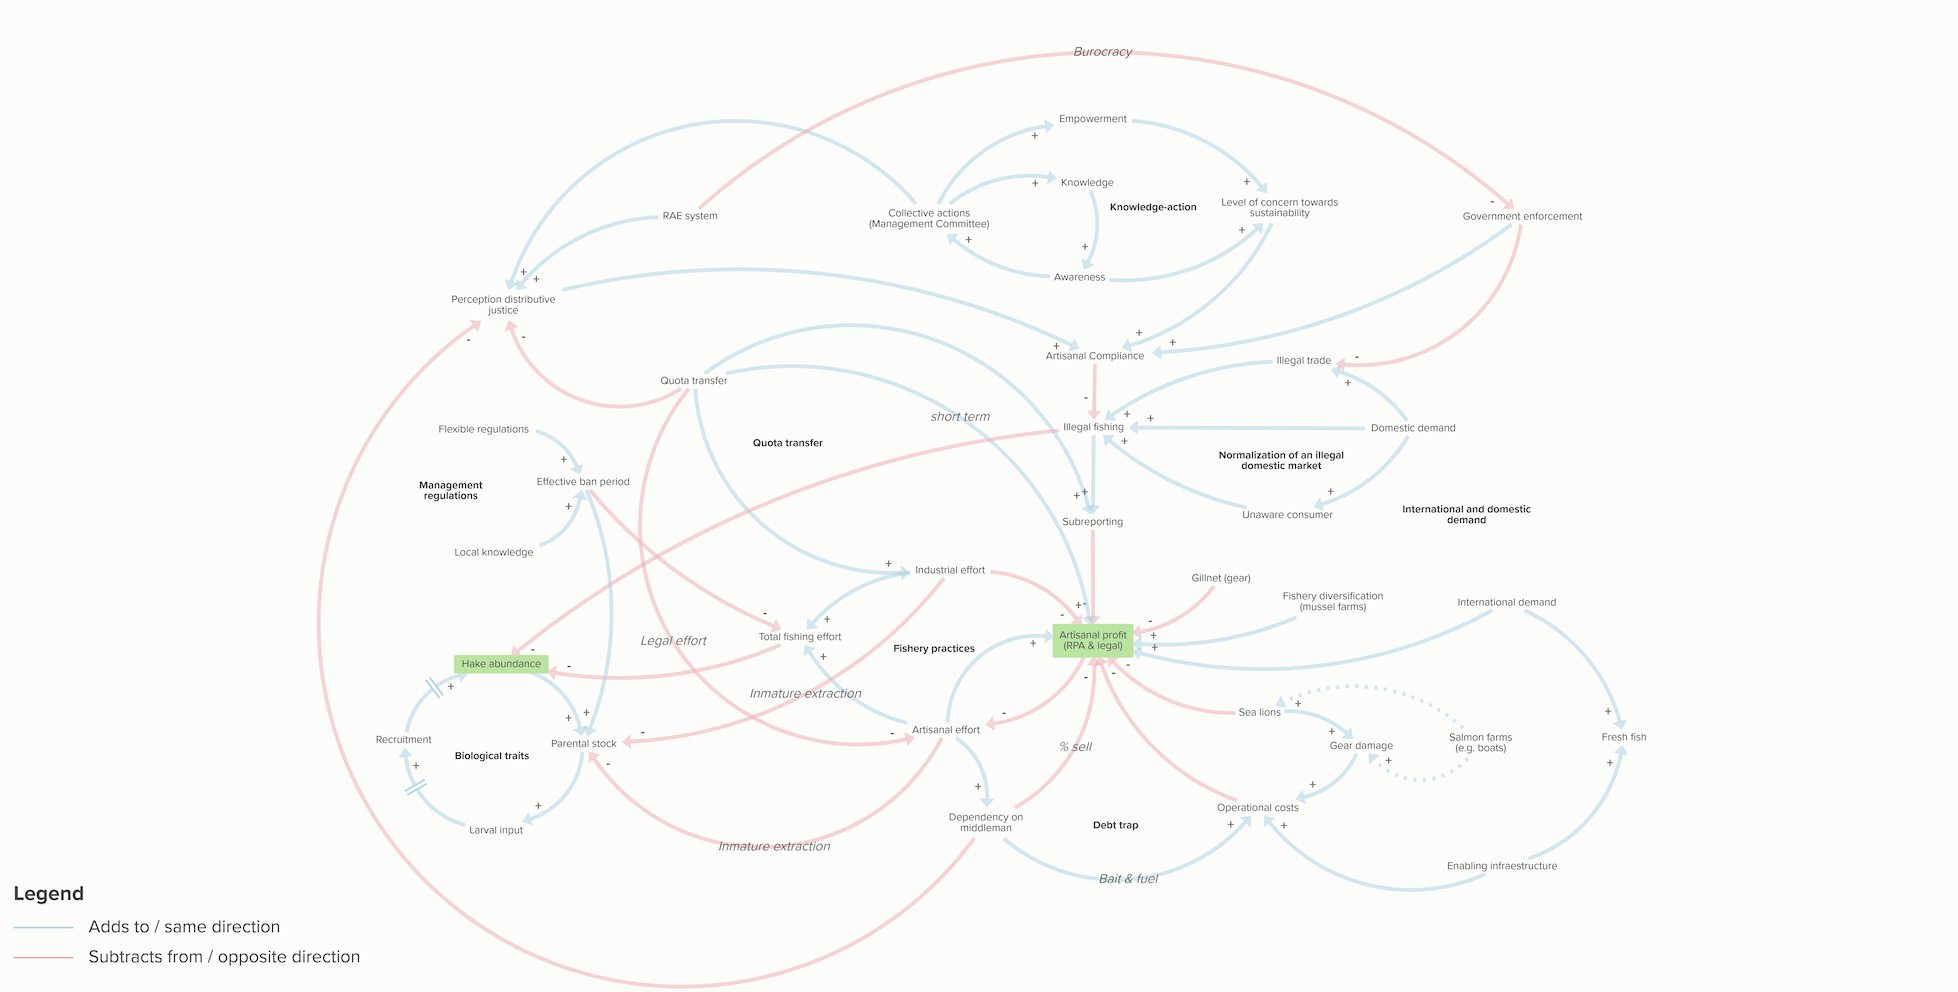 Burocracy
Empowerment
+
Knowledge
+
+
Knowledge-action
Level of concern towards
sustainability
-
RAE system
Collective actions
(Management Committee)
Government enforcement
+
+
+
Awareness
+
+
Perception distributive
justice
-
-
+
+
+
Artisanal Compliance
Illegal trade
-
Quota transfer
+
-
short term
+
+
Flexible regulations
Illegal fishing
Domestic demand
+
Quota transfer
+
Normalization of an illegal
domestic market
Effective ban period
Management
regulations
+
+
+
+
Unaware consumer
International and domestic
demand
Subreporting
Local knowledge
+
Industrial effort
Gillnet (gear)
Fishery diversification
(mussel farms)
International demand
-
+
-
+
-
-
Total fishing effort
Legal effort
Artisanal profit
(RPA & legal)
+
+
+
Fishery practices
-
+
Hake abundance
-
-
-
-
+
Inmature extraction
+
+
+
-
Sea lions
+
-
-
Artisanal effort
+
Recruitment
Parental stock
% sell
Gear damage
Salmon farms
(e.g. boats)
Fresh fish
Biological traits
+
-
+
+
+
+
+
Operational costs
Dependency on
middleman
Debt trap
+
+
Larval input
Inmature extraction
Enabling infraestructure
Bait & fuel
Legend
Adds to / same direction
Subtracts from / opposite direction